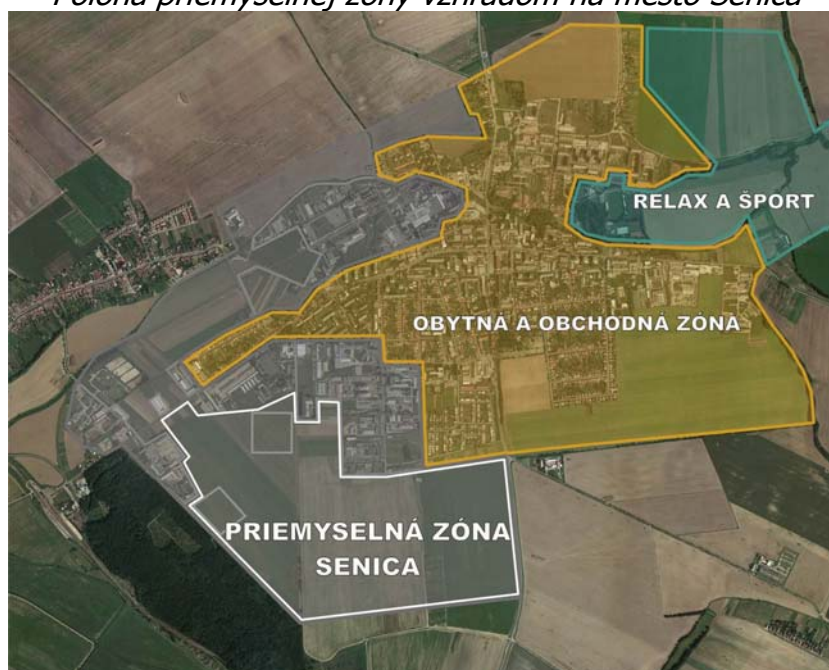 Poloha priemyselnej zóny vzhľadom na mesto Senica
RELAX A ŠPORT
OBYTNÁ A OBCHODNÁ ZÓNA
PRIEMYSELNÁ ZÓNA
SENICA